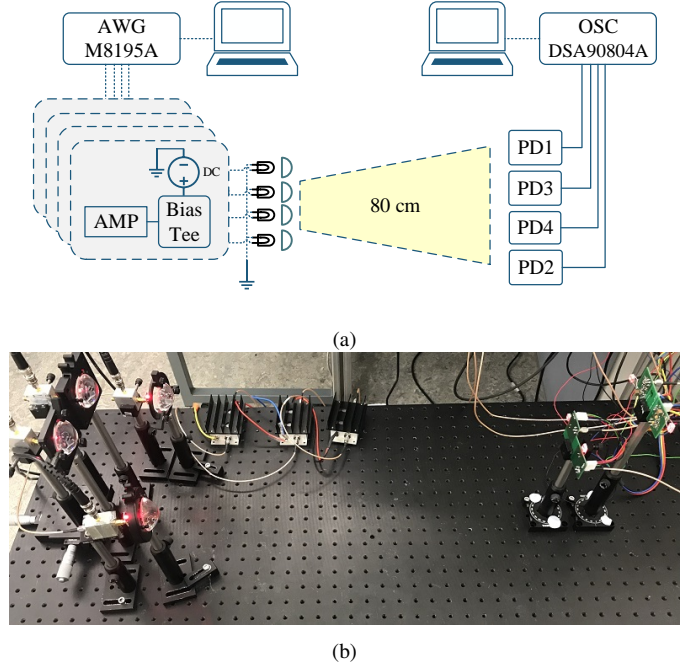 AWG
M8195A
OSC
DSA90804A
DC
AMP
Bias
Tee
80 cm
PD1
PD3
PD4
PD2
(a)
(b)